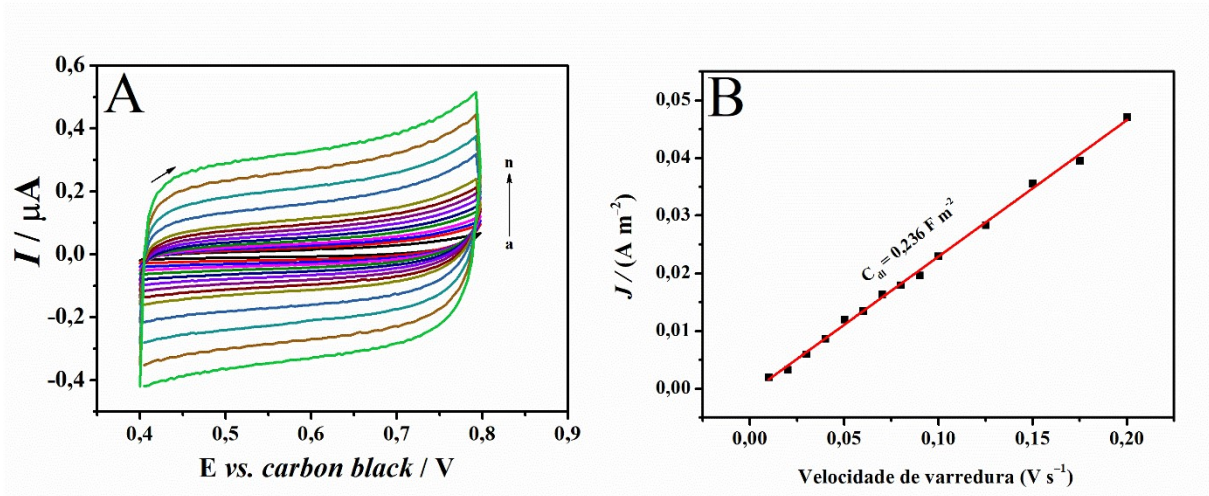 A
0,6
0,4
0,2
0,0
-0,2
-0,4
I / µA
0,4 0,5 0,6 0,7 0,8 0,9
E vs. carbon black / V
n
a
B
0,05
0,04
0,03
0,02
0,01
0,00
J / (A m⁻²)
C_dl = 0,236 F m⁻²
0,00 0,05 0,10 0,15 0,20
Velocidade de varredura (V s⁻¹)